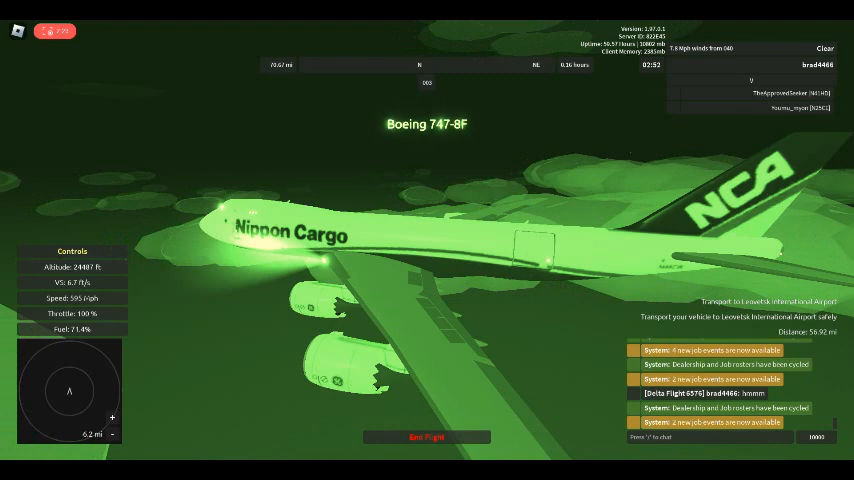 2:29
Version: 1.97.0.1
Server ID: 822E45
Uptime: 59.57 Hours | 10802 mb
Client Memory: 2385mb
7.8 Mph winds from 040
Clear
70.67 mi
N
NE
0.16 hours
02:52
brad4466
003
TheApprovedSeeker [N41HD]
Boeing 747-8F
NCA
Nippon Cargo
Controls
Altitude: 24487 ft
VS: 6.7 ft/s
Speed: 595 Mph
Throttle: 100 %
Fuel: 71.4%
Transport to Leovetsk International Airport
Transport your vehicle to Leovetsk International Airport safely
Distance: 56.92 mi
System: 4 new job events are now available
System: Dealership and Job rosters have been cycled
System: 2 new job events are now available
[Delta Flight 6576] brad4466: hmmm
System: Dealership and Job rosters have been cycled
System: 2 new job events are now available
+
6.2 mi -
End Flight
Press '/' to chat
10000